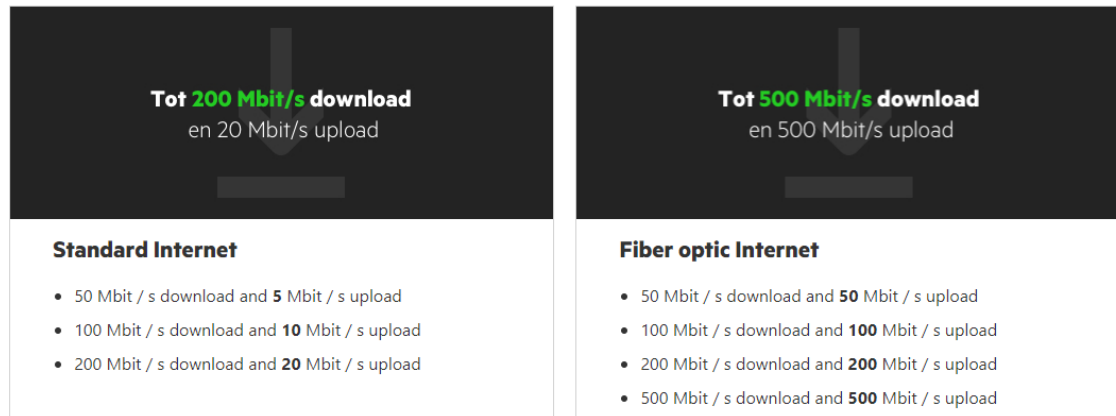 Tot 200 Mbit/s download
en 20 Mbit/s upload
Standard Internet
• 50 Mbit / s download and 5 Mbit / s upload
• 100 Mbit / s download and 10 Mbit / s upload
• 200 Mbit / s download and 20 Mbit / s upload
Tot 500 Mbit/s download
en 500 Mbit/s upload
Fiber optic Internet
• 50 Mbit / s download and 50 Mbit / s upload
• 100 Mbit / s download and 100 Mbit / s upload
• 200 Mbit / s download and 200 Mbit / s upload
• 500 Mbit / s download and 500 Mbit / s upload